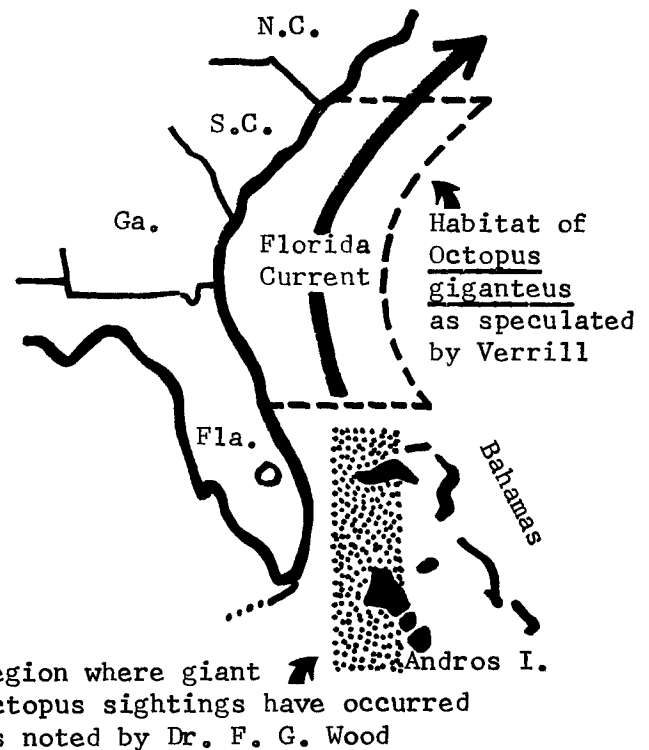 N.C.
S.C.
Ga.
Florida
Current
Habitat of
Octopus
giganteus
as speculated
by Verrill
Fla.
Bahamas
Andros I.
egion where giant
ctopus sightings have occurred
s noted by Dr. F. G. Wood